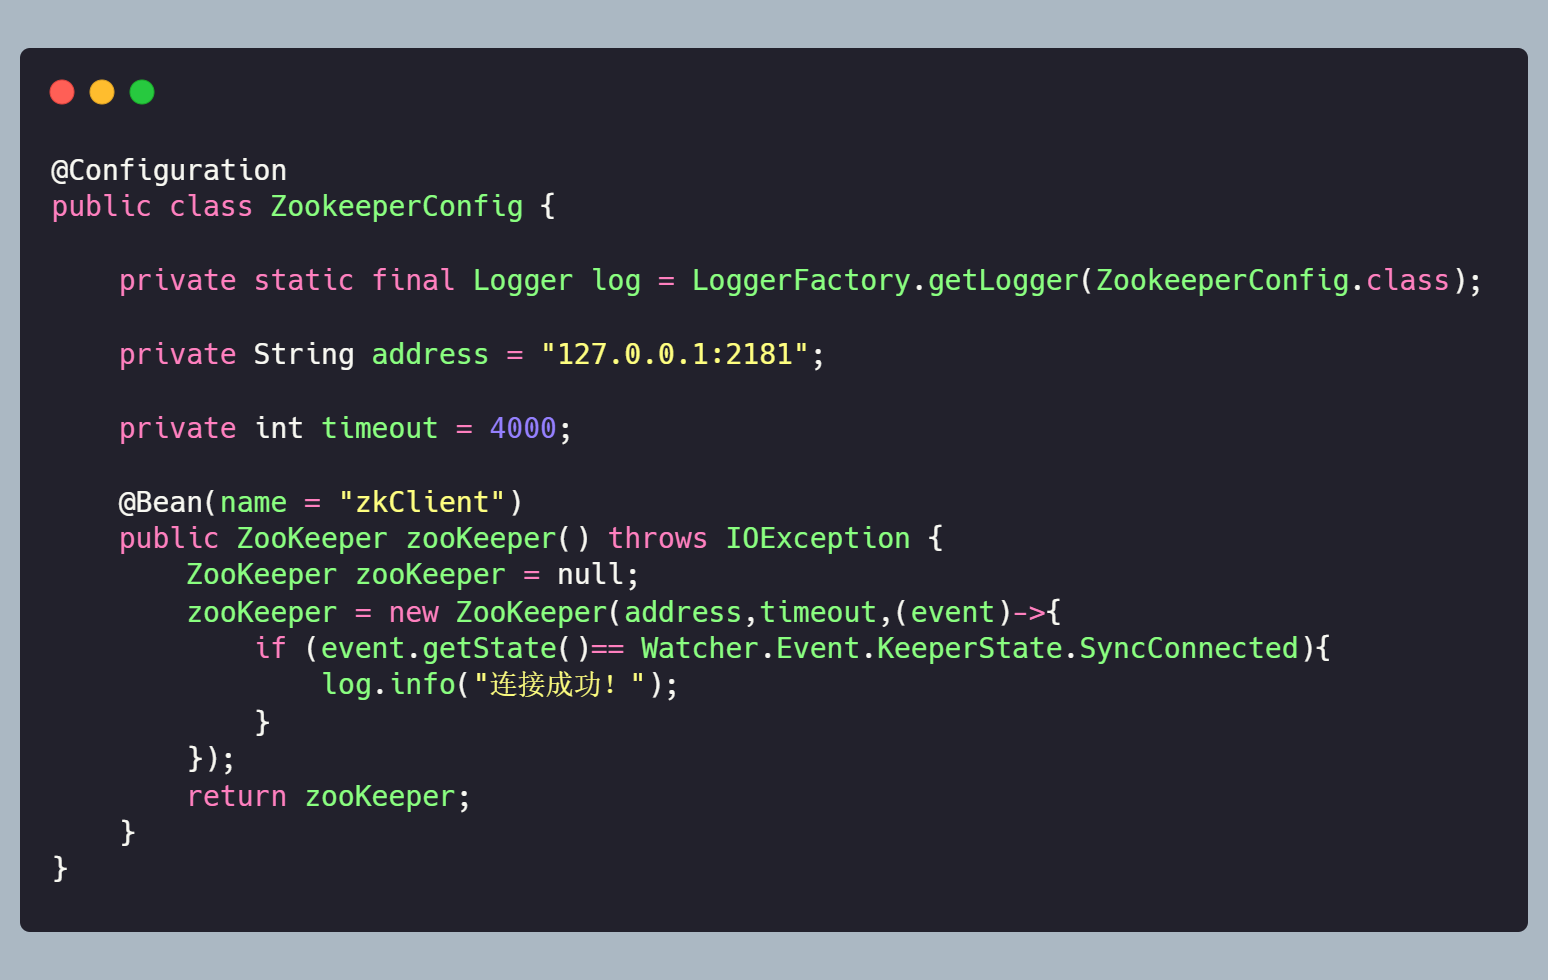 @Configuration
public class ZookeeperConfig {
    private static final Logger log = LoggerFactory.getLogger(ZookeeperConfig.class);
    private String address = "127.0.0.1:2181";
    private int timeout = 4000;
    @Bean(name = "zkClient")
    public ZooKeeper zooKeeper() throws IOException {
        ZooKeeper zooKeeper = null;
        zooKeeper = new ZooKeeper(address,timeout,(event)->{
            if (event.getState()== Watcher.Event.KeeperState.SyncConnected){
                log.info("连接成功！");
            }
        });
        return zooKeeper;
    }
}